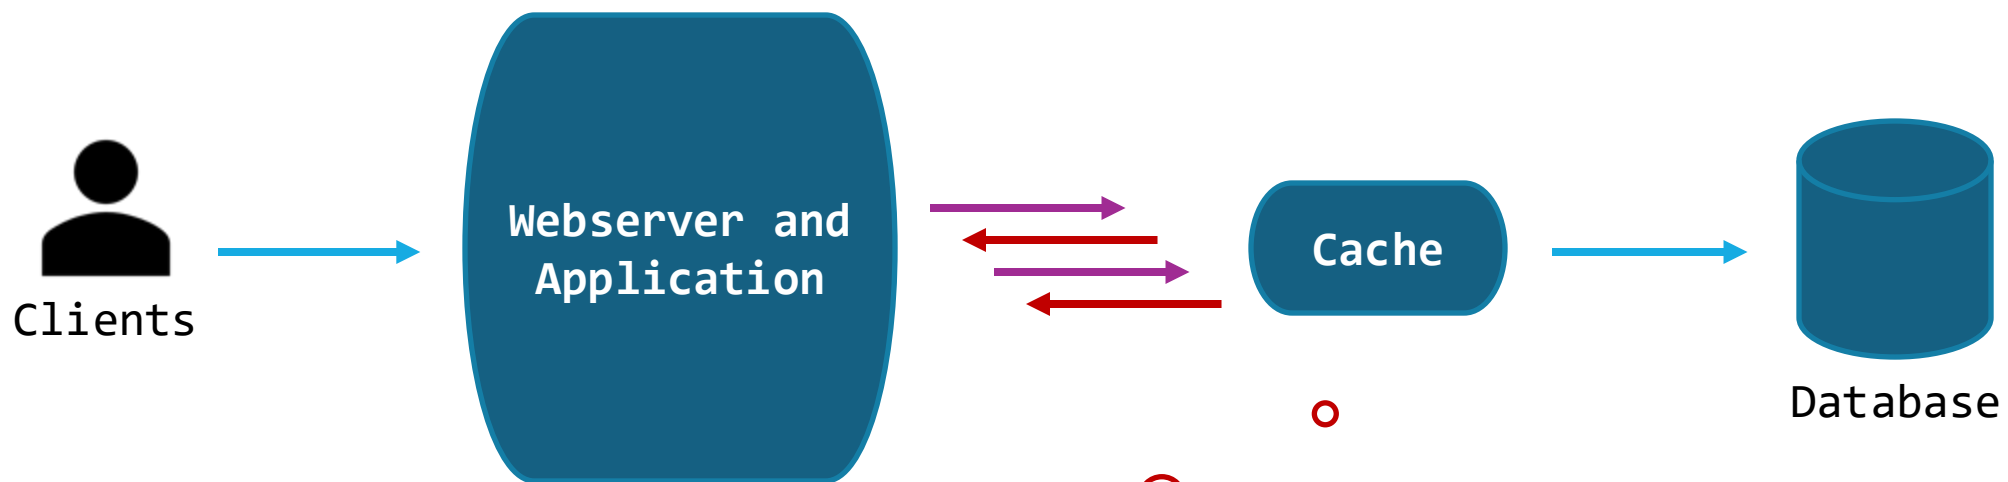 Clients
Webserver and
Application
Cache
Database